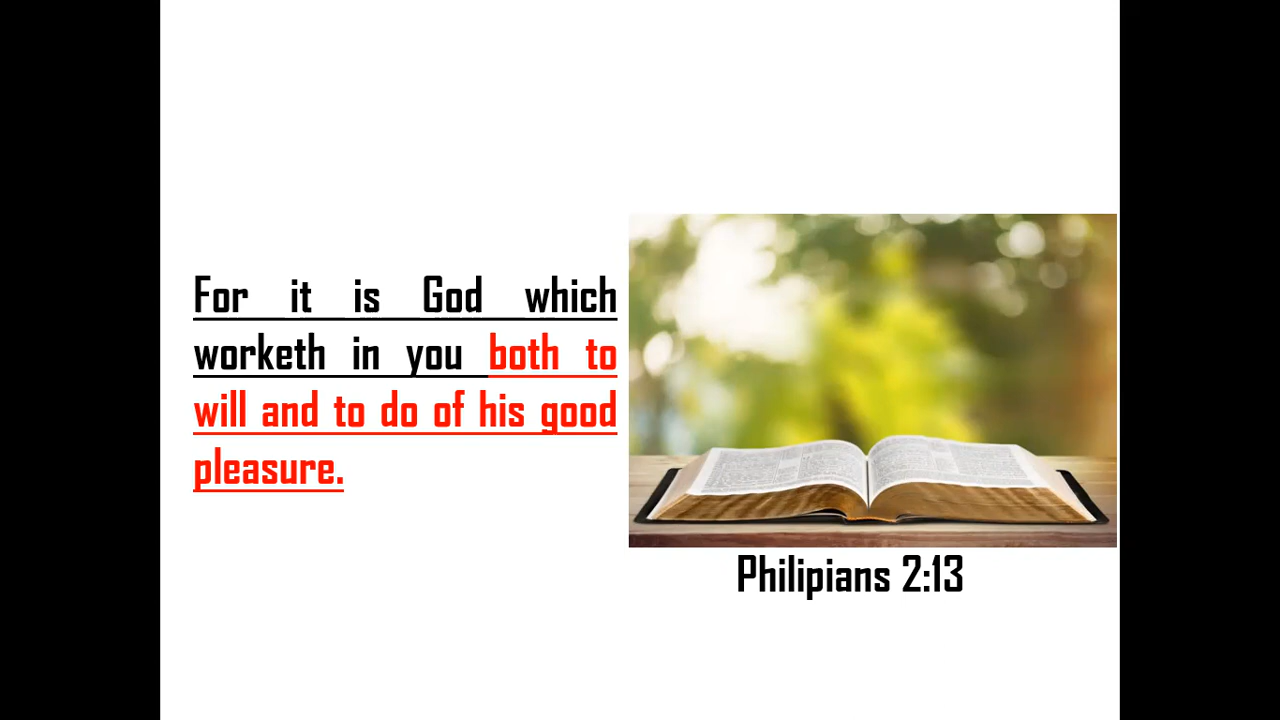 For it is God which
worketh in you both to
will and to do of his good
pleasure.
Philipians 2:13